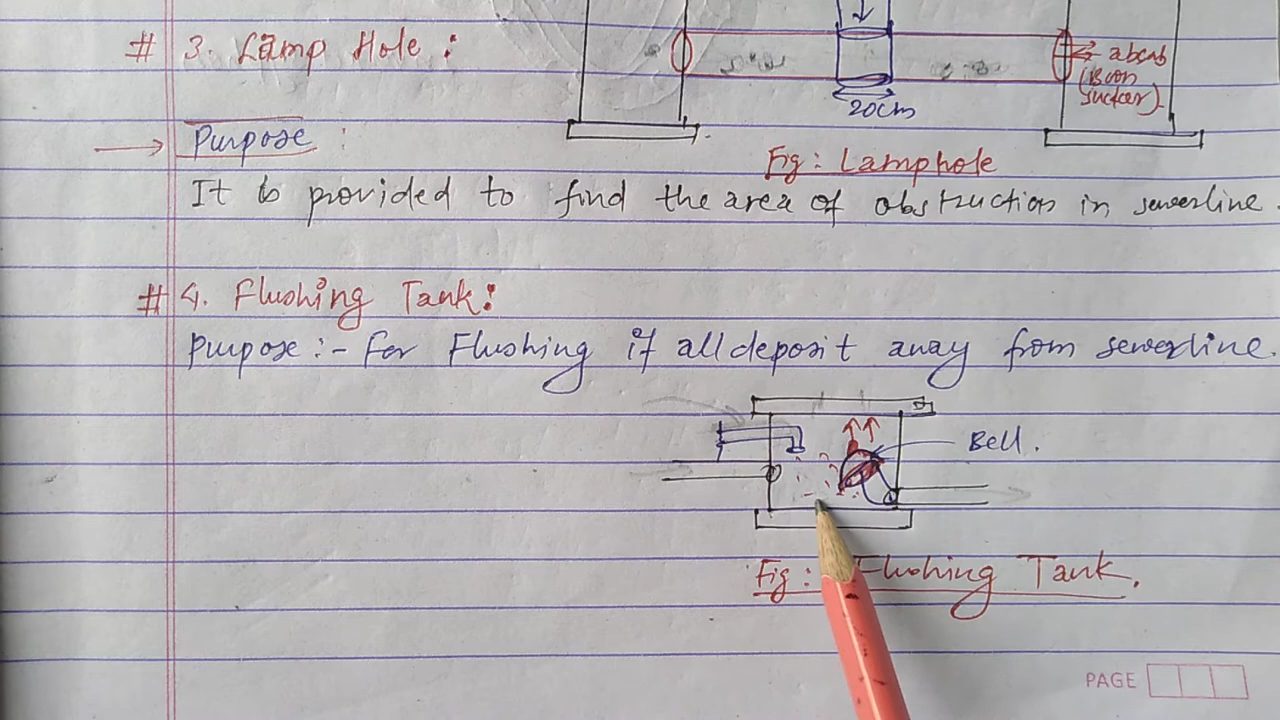 # 3. Lamp Hole :
20cm
Purpose :
Fig : Lamphole
It is provided to find the area of obstruction in sewerline.
# 4. Flushing Tank :
Purpose :- For Flushing if all deposit away from sewerline.
Bell.
Fig : Flushing Tank.
PAGE